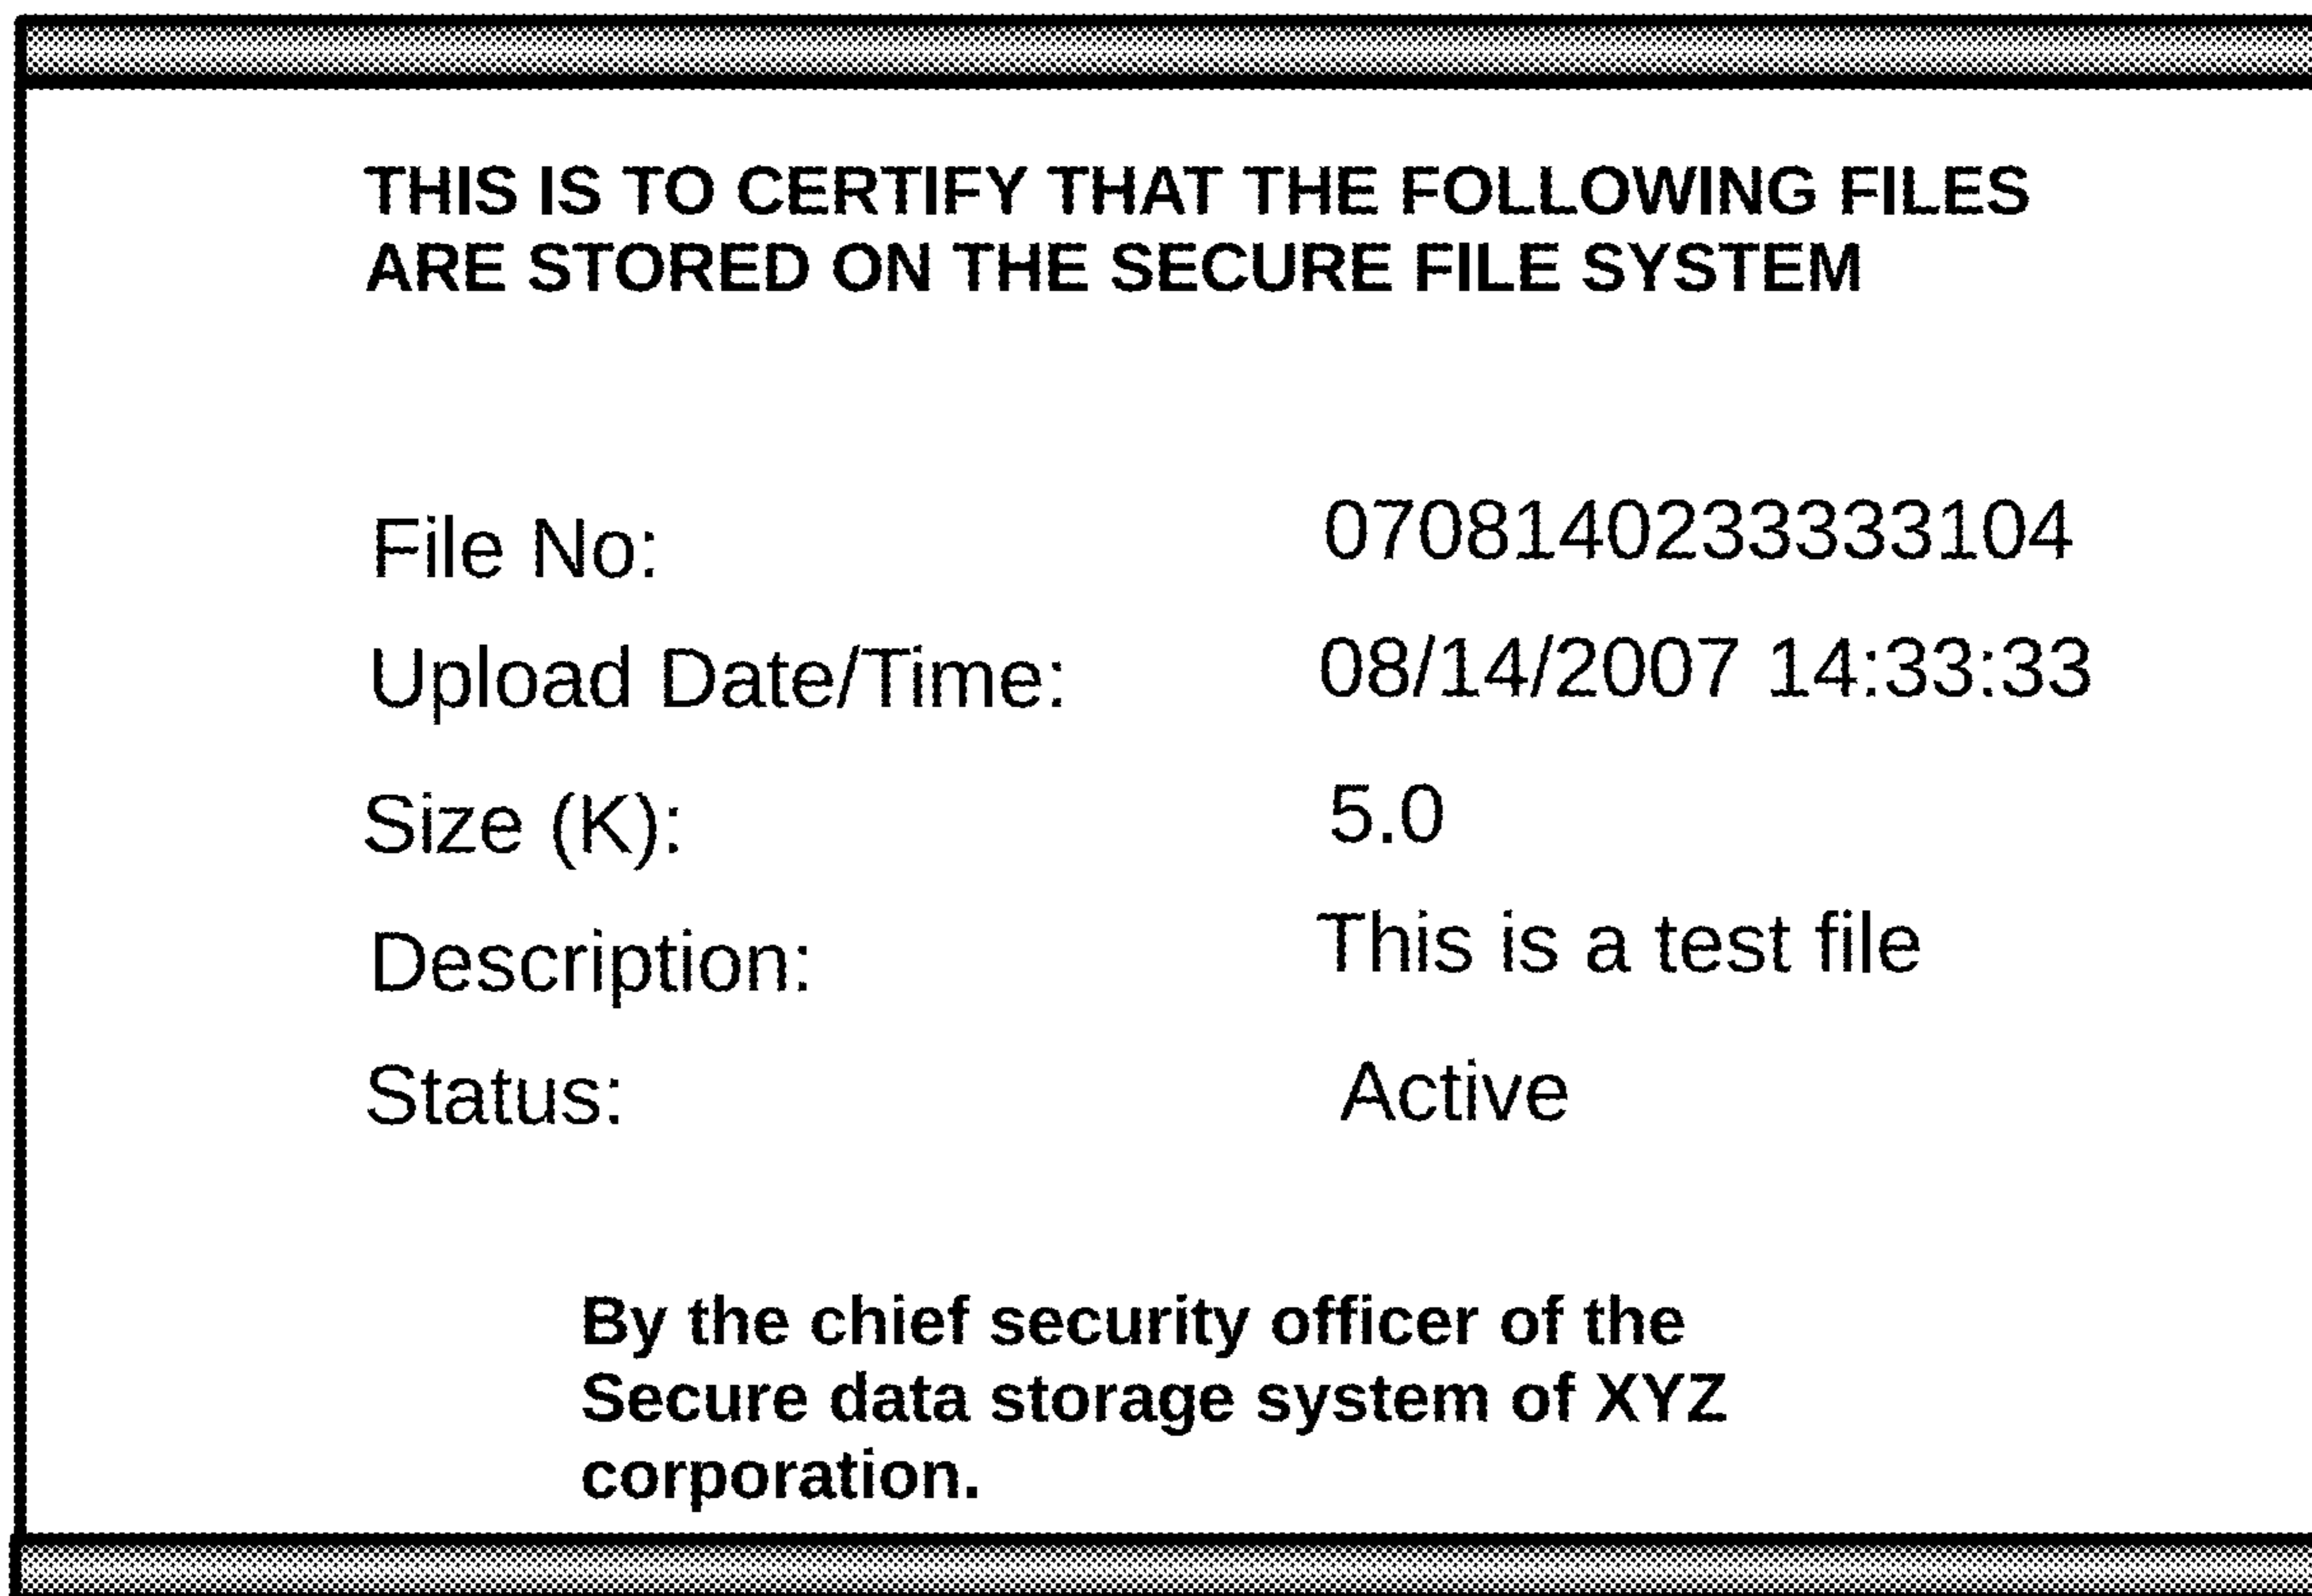 THIS IS TO CERTIFY THAT THE FOLLOWING FILES
ARE STORED ON THE SECURE FILE SYSTEM
File No: 0708140233333104
Upload Date/Time: 08/14/2007 14:33:33
Size (K): 5.0
Description: This is a test file
Status: Active
By the chief security officer of the
Secure data storage system of XYZ
corporation.